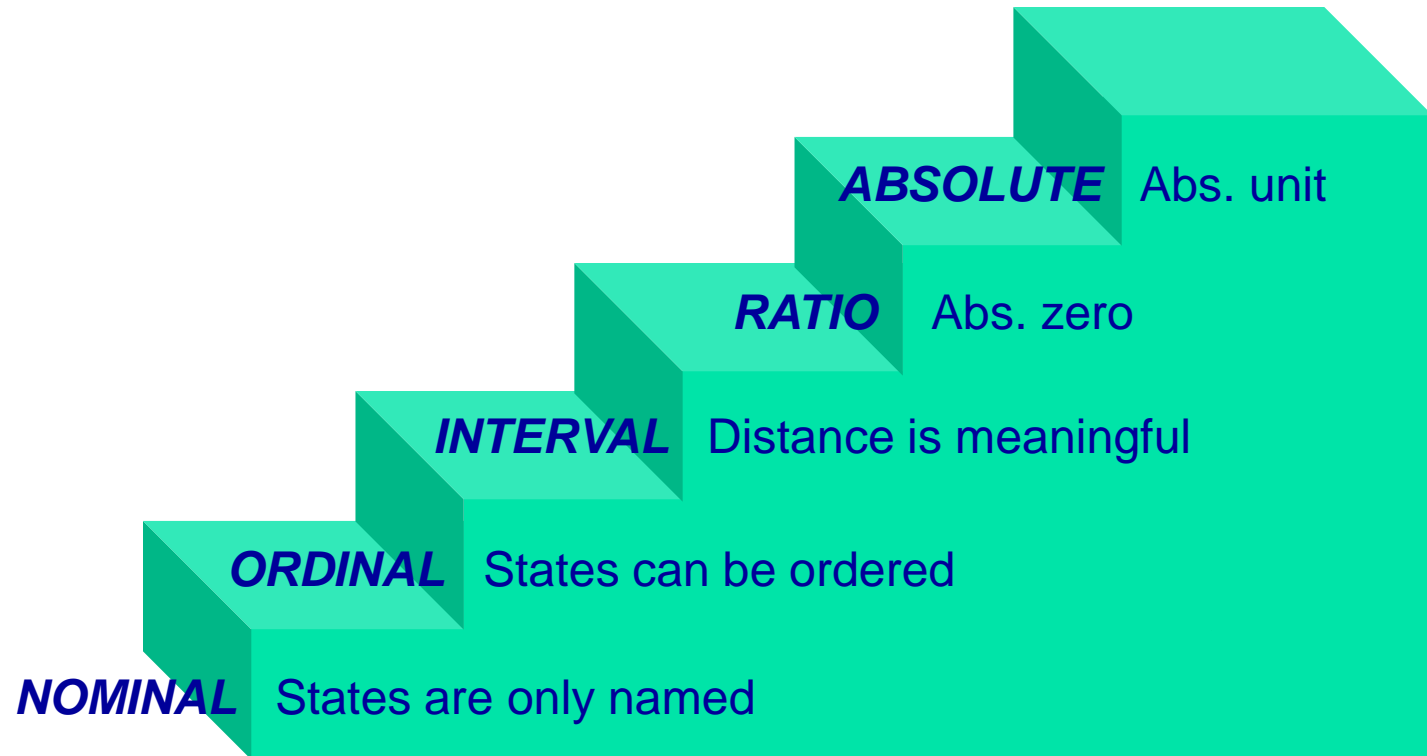 ABSOLUTE Abs. unit
RATIO Abs. zero
INTERVAL Distance is meaningful
ORDINAL States can be ordered
NOMINAL States are only named